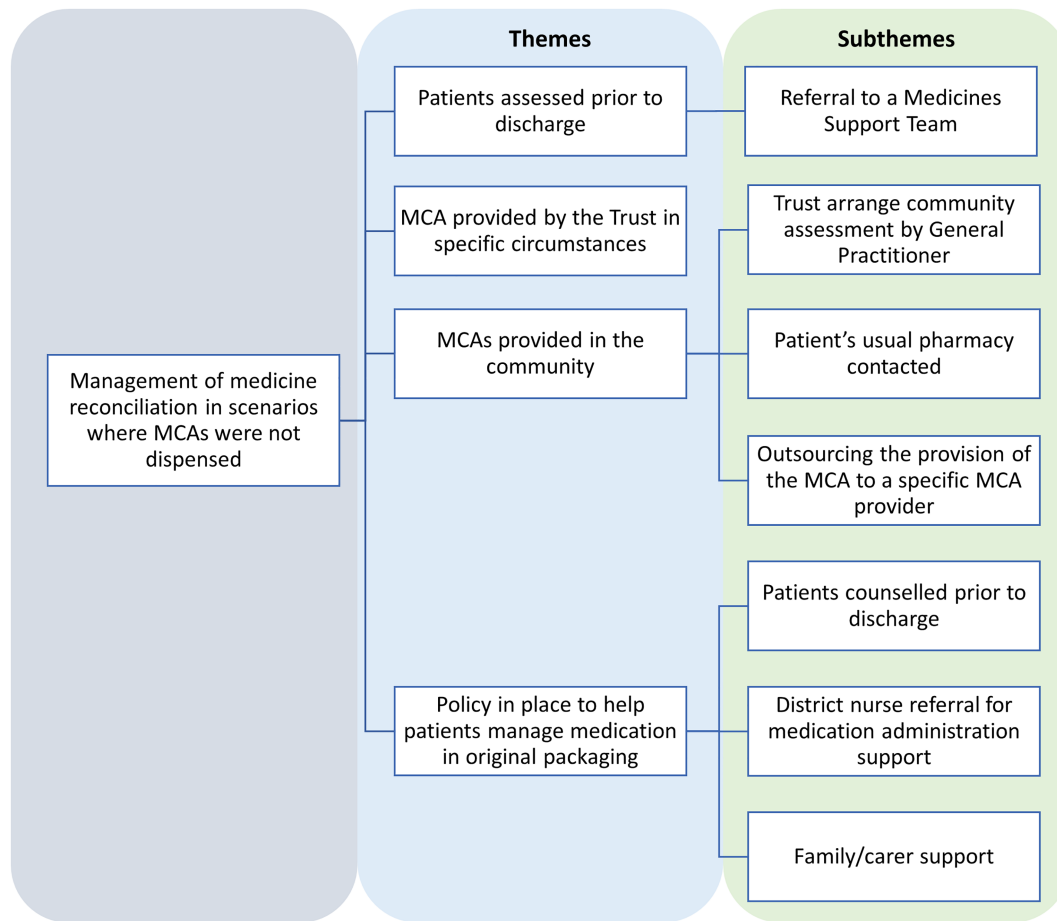 Themes
Subthemes
Patients assessed prior to
discharge
Referral to a Medicines
Support Team
MCA provided by the Trust in
specific circumstances
Trust arrange community
assessment by General
Practitioner
MCAs provided in the
community
Patient's usual pharmacy
contacted
Management of medicine
reconciliation in scenarios
where MCAs were not
dispensed
Outsourcing the provision of
the MCA to a specific MCA
provider
Patients counselled prior to
discharge
Policy in place to help
patients manage medication
in original packaging
District nurse referral for
medication administration
support
Family/carer support